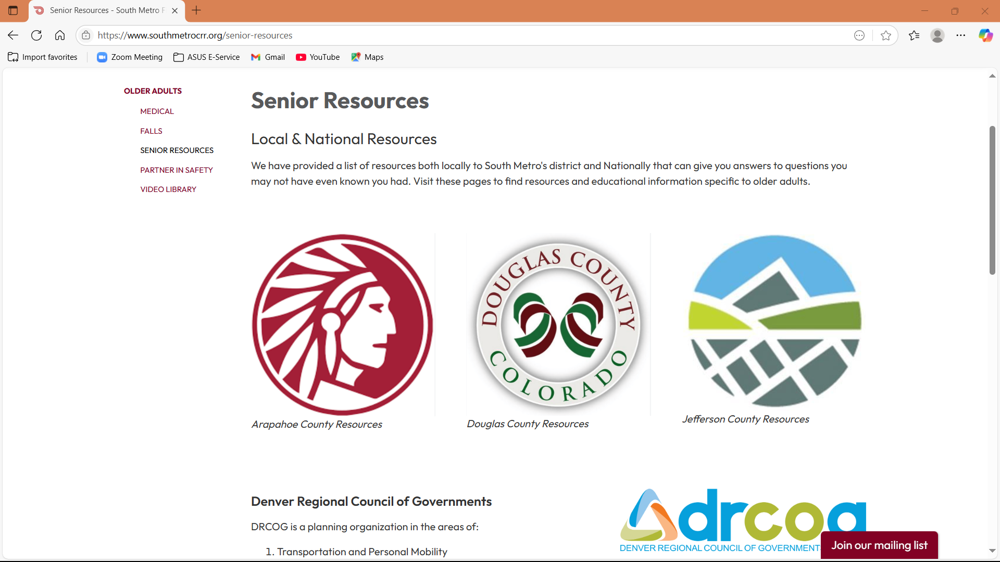 Senior Resources - South Metro F
https://www.southmetrocrr.org/senior-resources
Import favorites
Zoom Meeting
ASUS E-Service
Gmail
YouTube
Maps
OLDER ADULTS
MEDICAL
FALLS
SENIOR RESOURCES
PARTNER IN SAFETY
VIDEO LIBRARY
Senior Resources
Local & National Resources
We have provided a list of resources both locally to South Metro's district and Nationally that can give you answers to questions you
may not have even known you had. Visit these pages to find resources and educational information specific to older adults.
DOUGLAS COUNTY
COLORADO
Arapahoe County Resources
Douglas County Resources
Jefferson County Resources
Denver Regional Council of Governments
DRCOG is a planning organization in the areas of:
1. Transportation and Personal Mobility
drcog
DENVER REGIONAL COUNCIL OF GOVERNMENTS
Join our mailing list